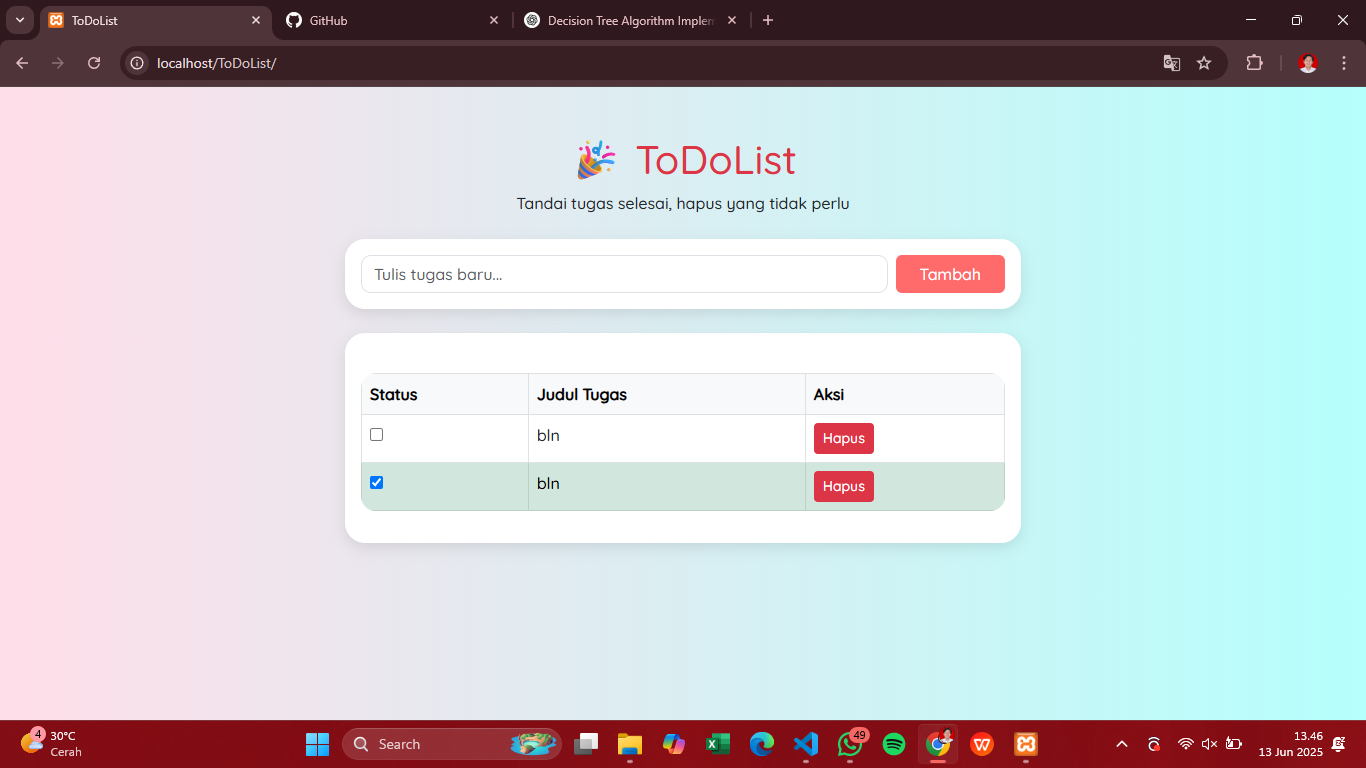 ToDoList
GitHub
Decision Tree Algorithm Implem
localhost/ToDoList/
ToDoList
Tandai tugas selesai, hapus yang tidak perlu
Tulis tugas baru...
Tambah
Status Judul Tugas Aksi
bln Hapus
bln Hapus
4
30°C
Cerah
Search
49
13.46
13 Jun 2025